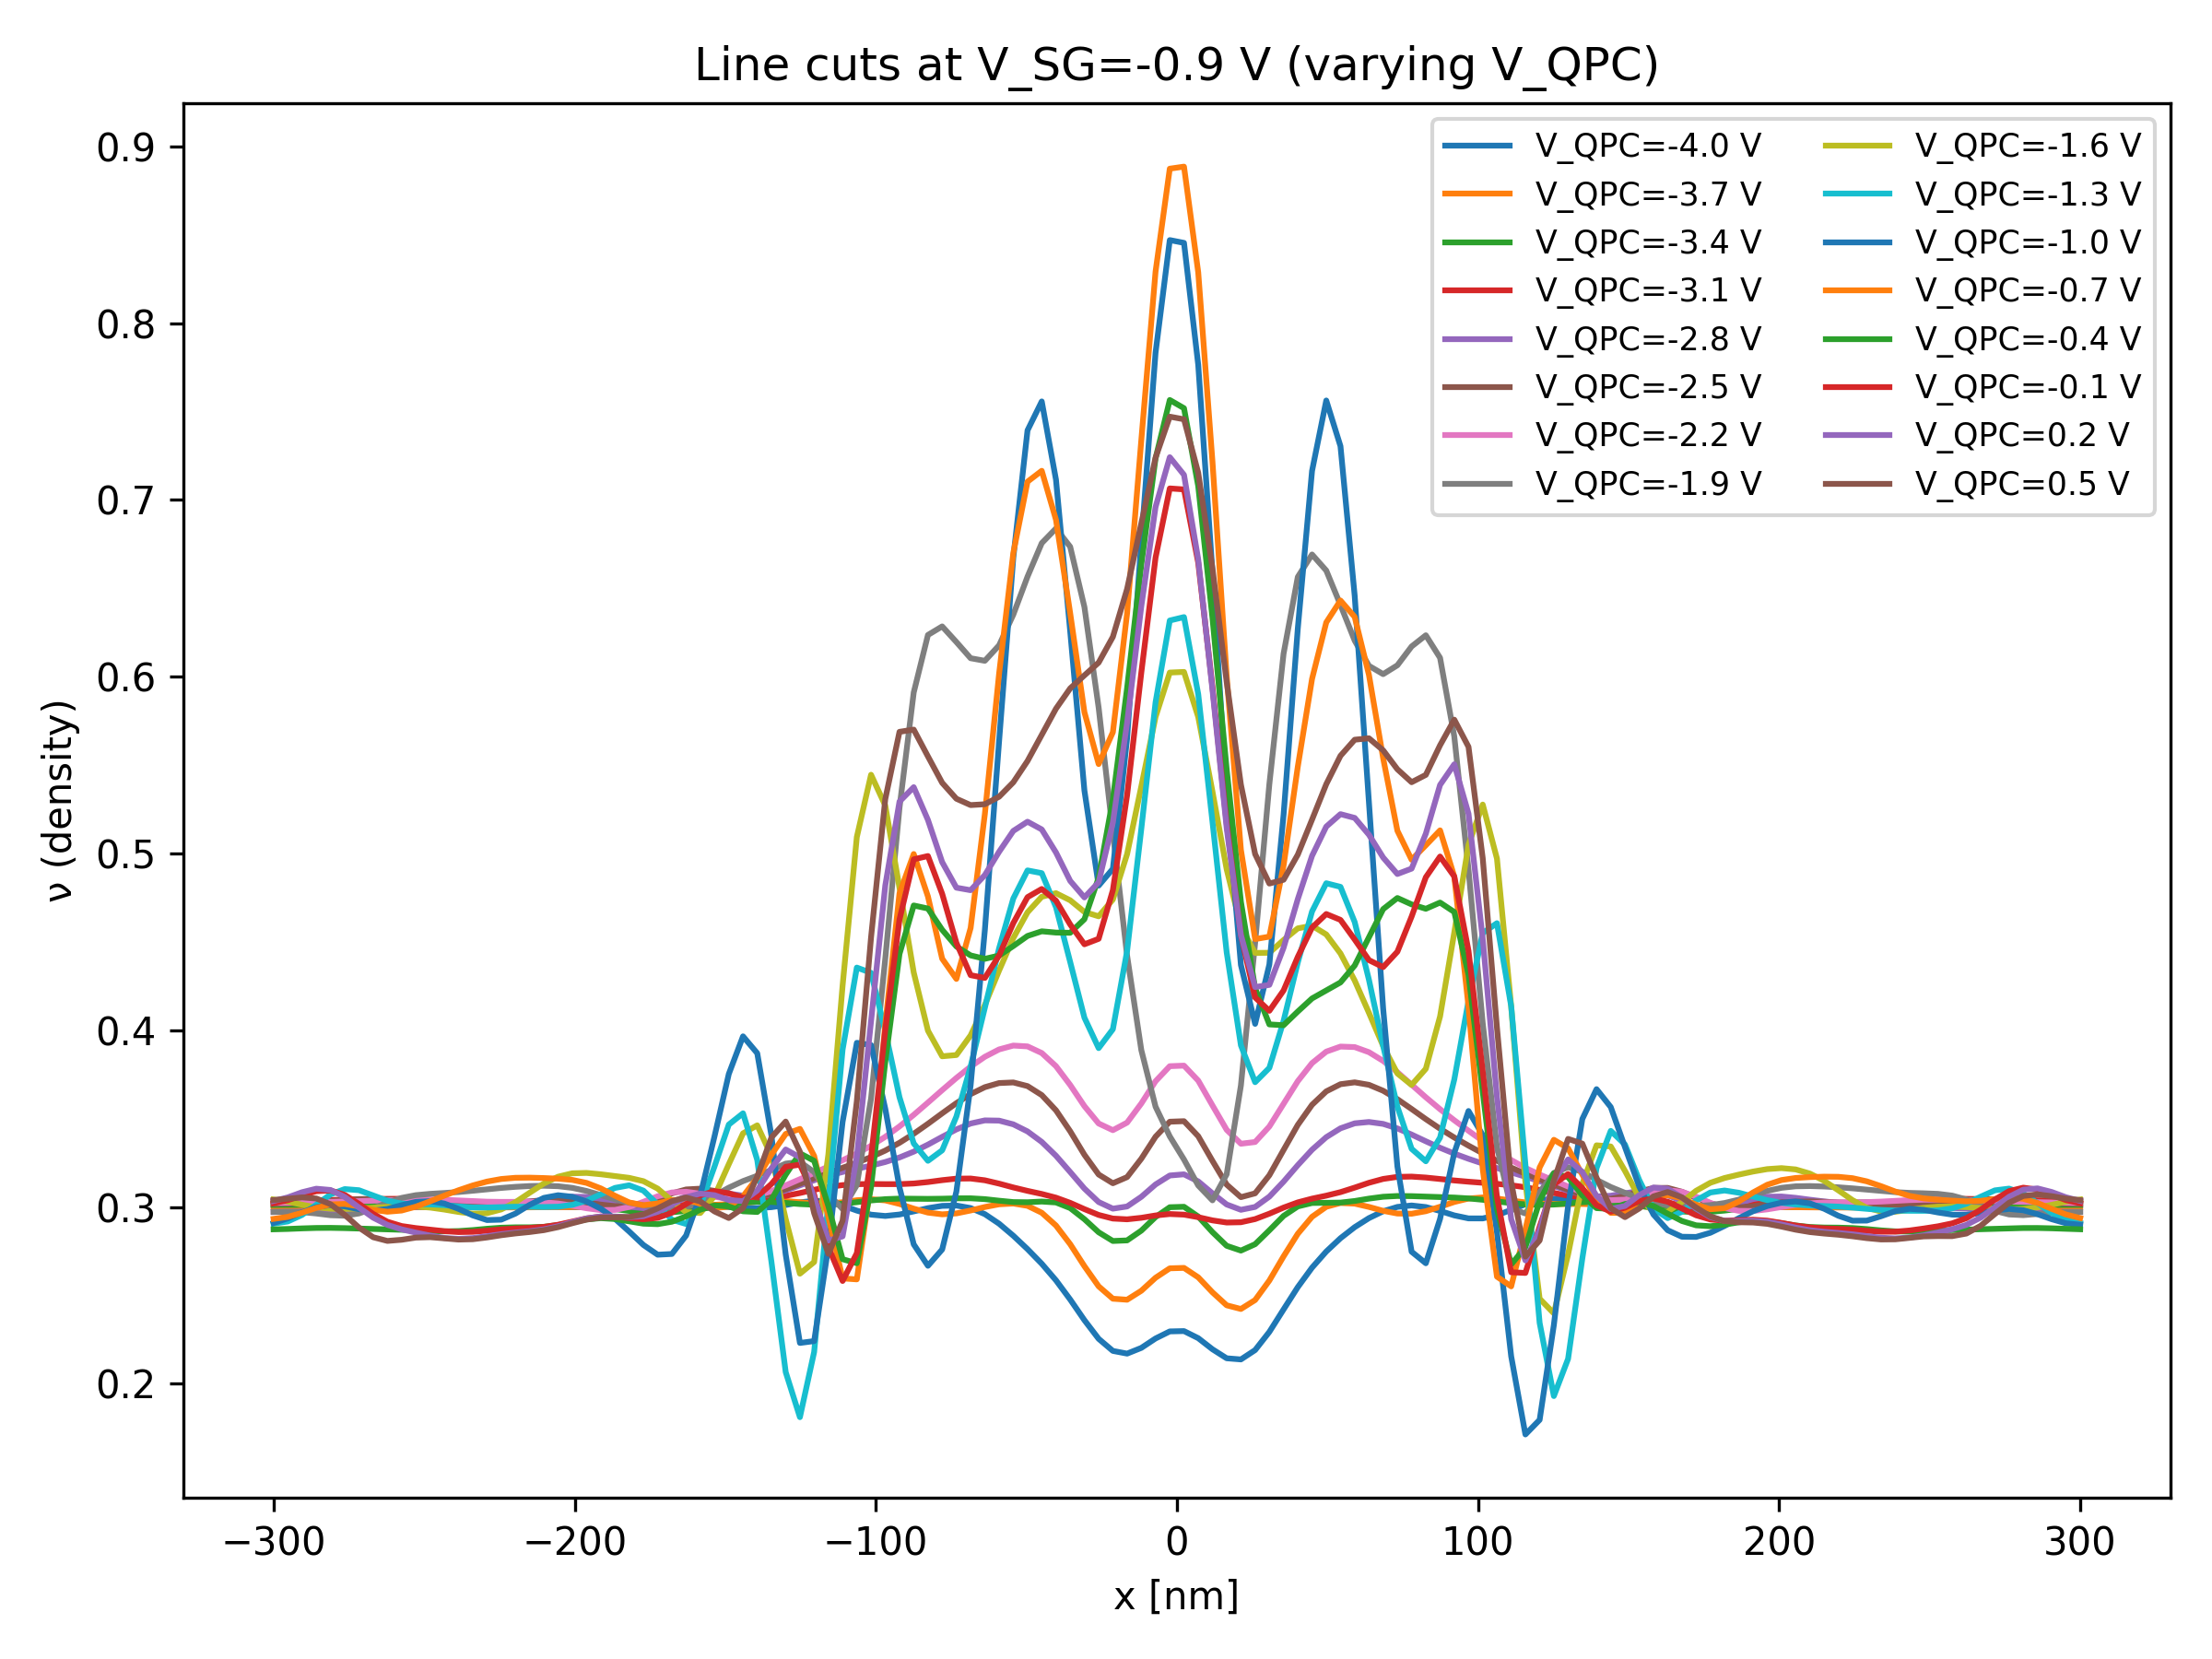 Line cuts at V_SG=-0.9 V (varying V_QPC)
V_QPC=-4.0 V
V_QPC=-3.7 V
V_QPC=-3.4 V
V_QPC=-3.1 V
V_QPC=-2.8 V
V_QPC=-2.5 V
V_QPC=-2.2 V
V_QPC=-1.9 V
V_QPC=-1.6 V
V_QPC=-1.3 V
V_QPC=-1.0 V
V_QPC=-0.7 V
V_QPC=-0.4 V
V_QPC=-0.1 V
V_QPC=0.2 V
V_QPC=0.5 V
ν (density)
0.9
0.8
0.7
0.6
0.5
0.4
0.3
0.2
−300
−200
−100
0
100
200
300
x [nm]